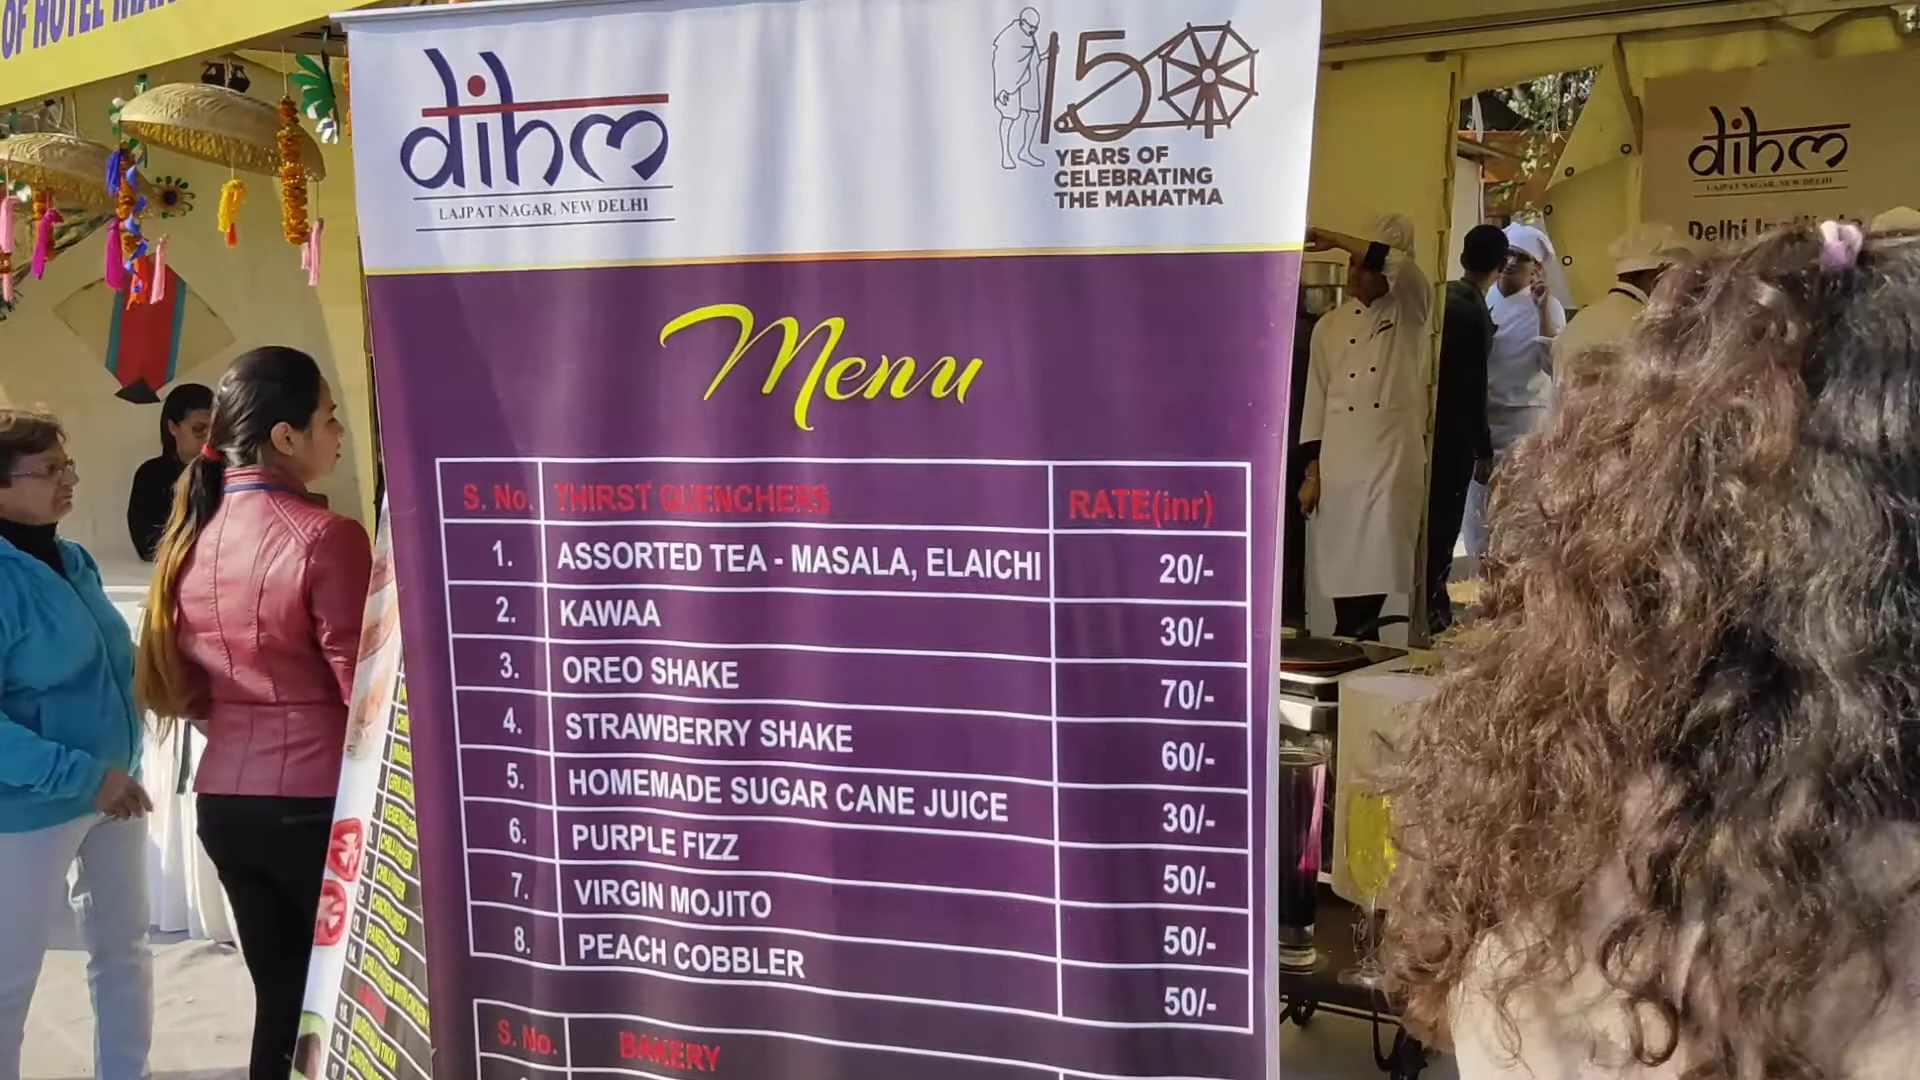 OF HOTEL
dihm
LAJPAT NAGAR, NEW DELHI
150
YEARS OF
CELEBRATING
THE MAHATMA
dihm
LAJPAT NAGAR, NEW DELHI
Delhi
Menu
S. No. THIRST QUENCHERS RATE(inr)
1. ASSORTED TEA - MASALA, ELAICHI 20/-
2. KAWAA 30/-
3. OREO SHAKE 70/-
4. STRAWBERRY SHAKE 60/-
5. HOMEMADE SUGAR CANE JUICE 30/-
6. PURPLE FIZZ 50/-
7. VIRGIN MOJITO 50/-
8. PEACH COBBLER 50/-
S. No. BAKERY